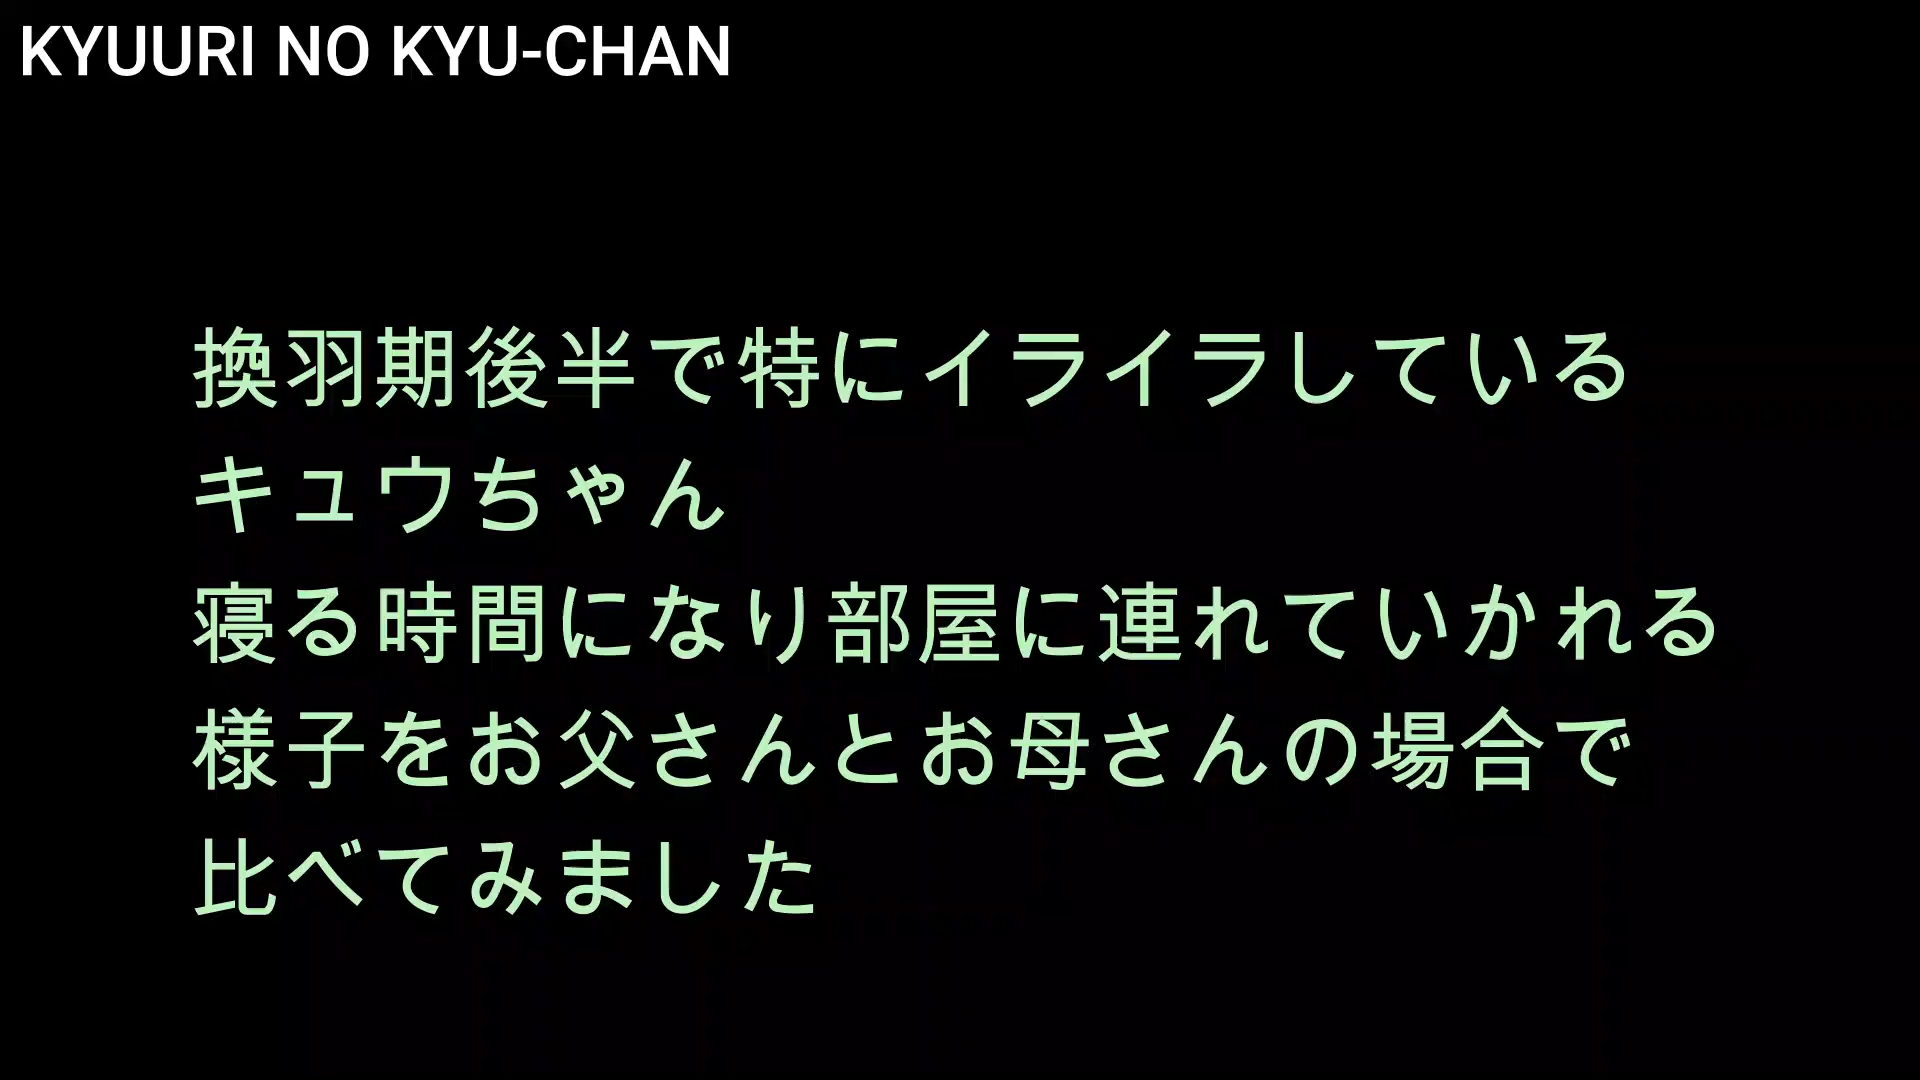 KYUURI NO KYU-CHAN
換羽期後半で特にイライラしている
キュウちゃん
寝る時間になり部屋に連れていかれる
様子をお父さんとお母さんの場合で
比べてみました